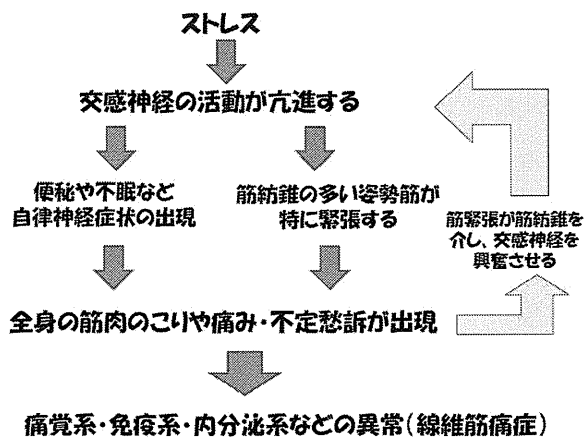 ストレス
交感神経の活動が亢進する
便秘や不眠など
自律神経症状の出現
筋紡錐の多い姿勢筋が
特に緊張する
筋緊張が筋紡錐を
介し、交感神経を
興奮させる
全身の筋肉のこりや痛み・不定愁訴が出現
痛覚系・免疫系・内分泌系などの異常(線維筋痛症)